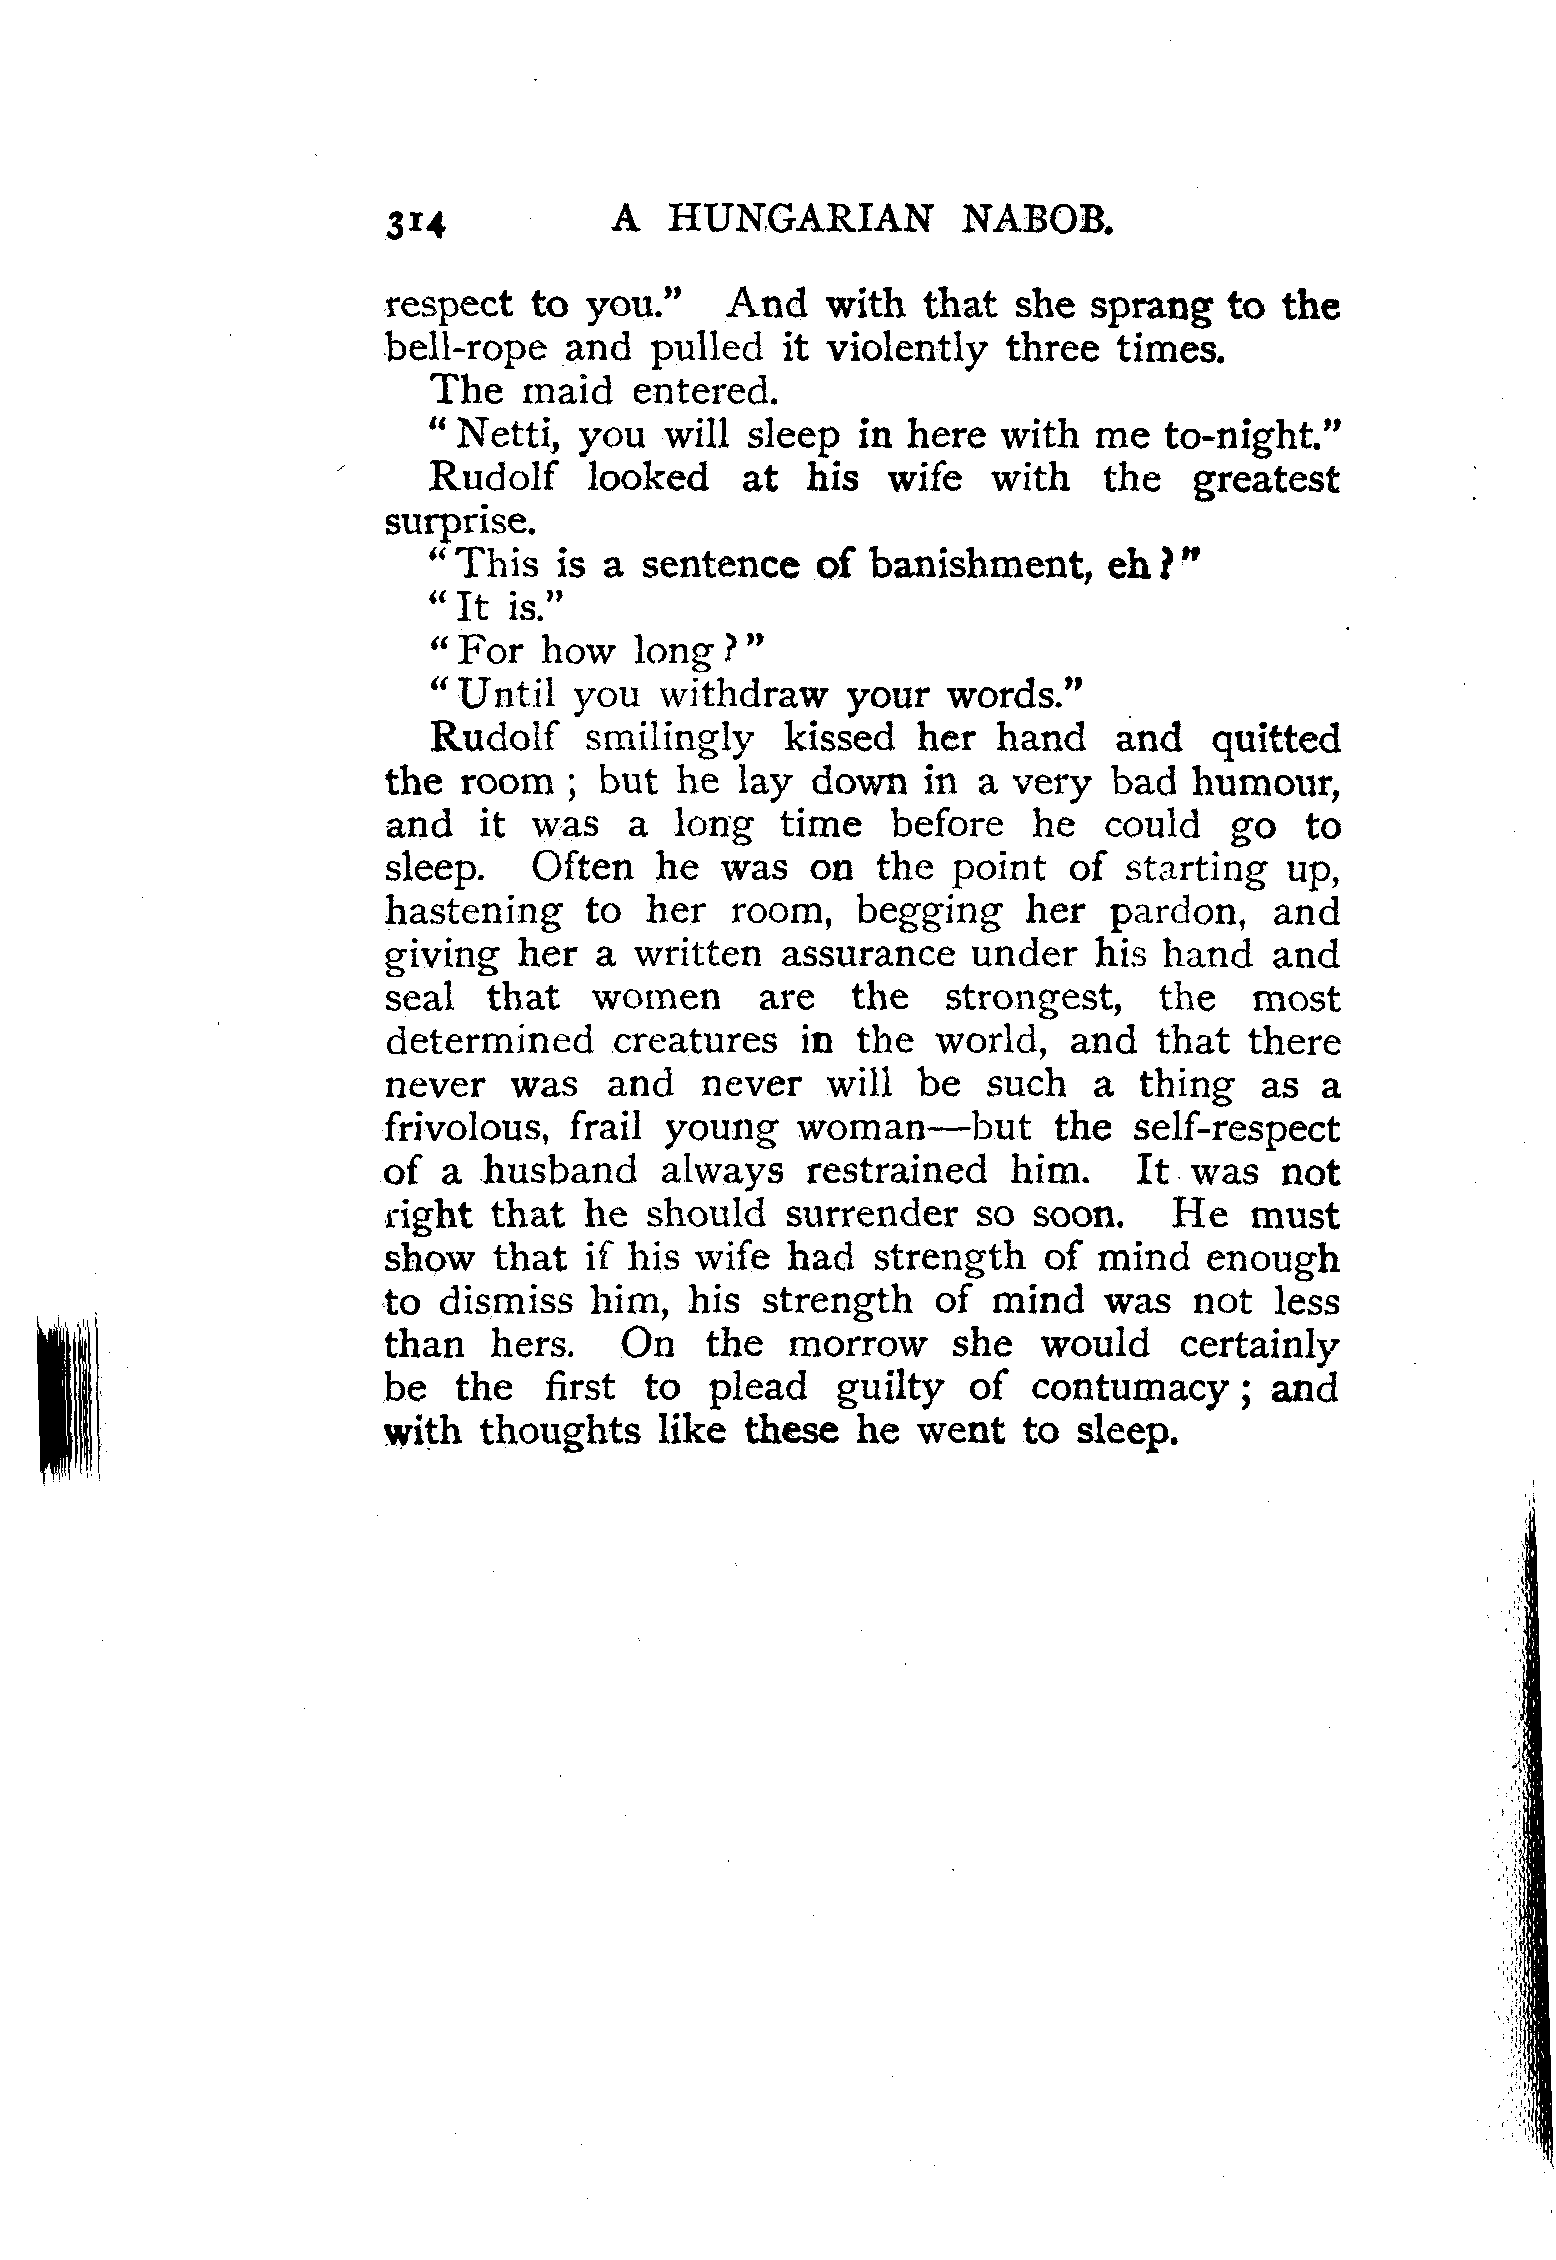 314 A HUNGARIAN NABOB.
respect to you." And with that she sprang to the
bell-rope and pulled it violently three times.
The maid entered.
"Netti, you will sleep in here with me to-night."
Rudolf looked at his wife with the greatest
surprise.
"This is a sentence of banishment, eh?"
"It is."
"For how long?"
"Until you withdraw your words."
Rudolf smilingly kissed her hand and quitted
the room; but he lay down in a very bad humour,
and it was a long time before he could go to
sleep. Often he was on the point of starting up,
hastening to her room, begging her pardon, and
giving her a written assurance under his hand and
seal that women are the strongest, the most
determined creatures in the world, and that there
never was and never will be such a thing as a
frivolous, frail young woman—but the self-respect
of a husband always restrained him. It was not
right that he should surrender so soon. He must
show that if his wife had strength of mind enough
to dismiss him, his strength of mind was not less
than hers. On the morrow she would certainly
be the first to plead guilty of contumacy; and
with thoughts like these he went to sleep.